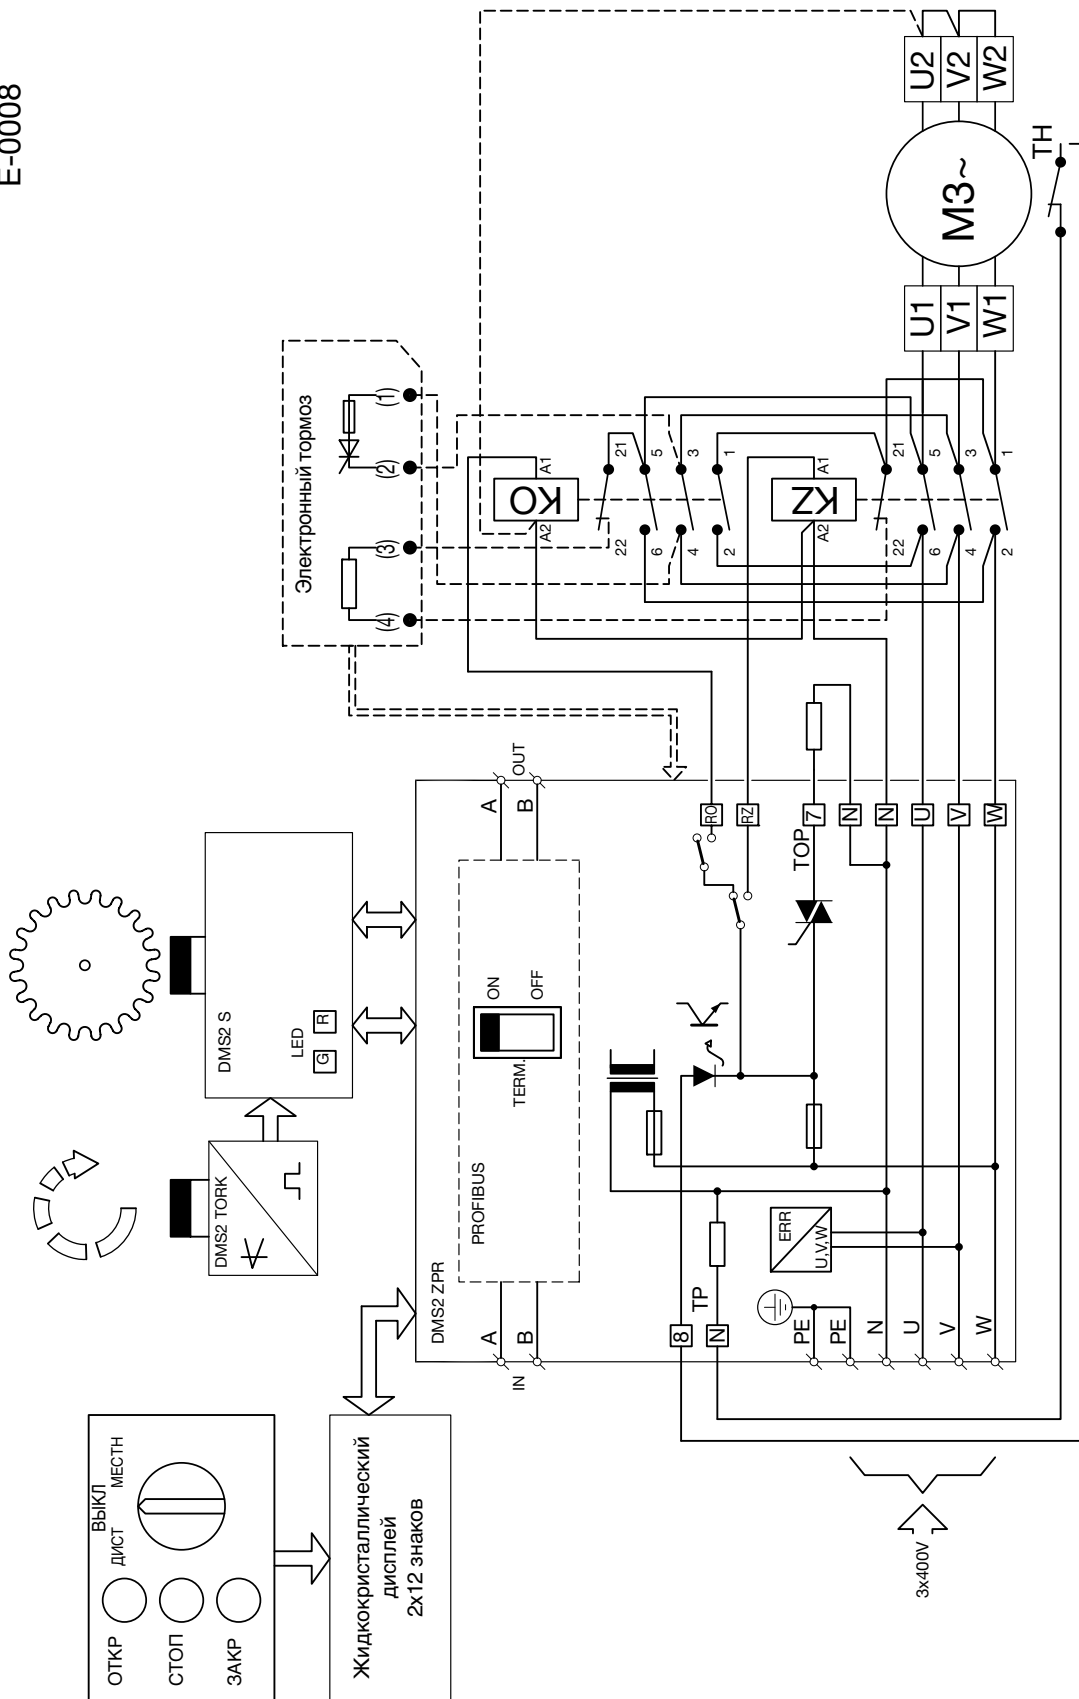 E-0008
ОТКР
СТОП
ЗАКР
ДИСТ
ВЫКЛ
МЕСТН
Жидкокристаллический
дисплей
2x12 знаков
DMS2 TORK
DMS2 S
LED
G
R
DMS2 ZPR
PROFIBUS
TERM.
ON
OFF
IN
A
B
A
B
OUT
Электронный тормоз
(4)
(3)
(2)
(1)
8
N
TP
ERR
U,V,W
TOP
RO
RZ
7
N
N
U
V
W
PE
PE
N
U
V
W
3x400V
KO
A2
A1
22
21
6
5
4
3
2
1
KZ
A2
A1
22
21
6
5
4
3
2
1
U1
V1
W1
M3~
U2
V2
W2
TH